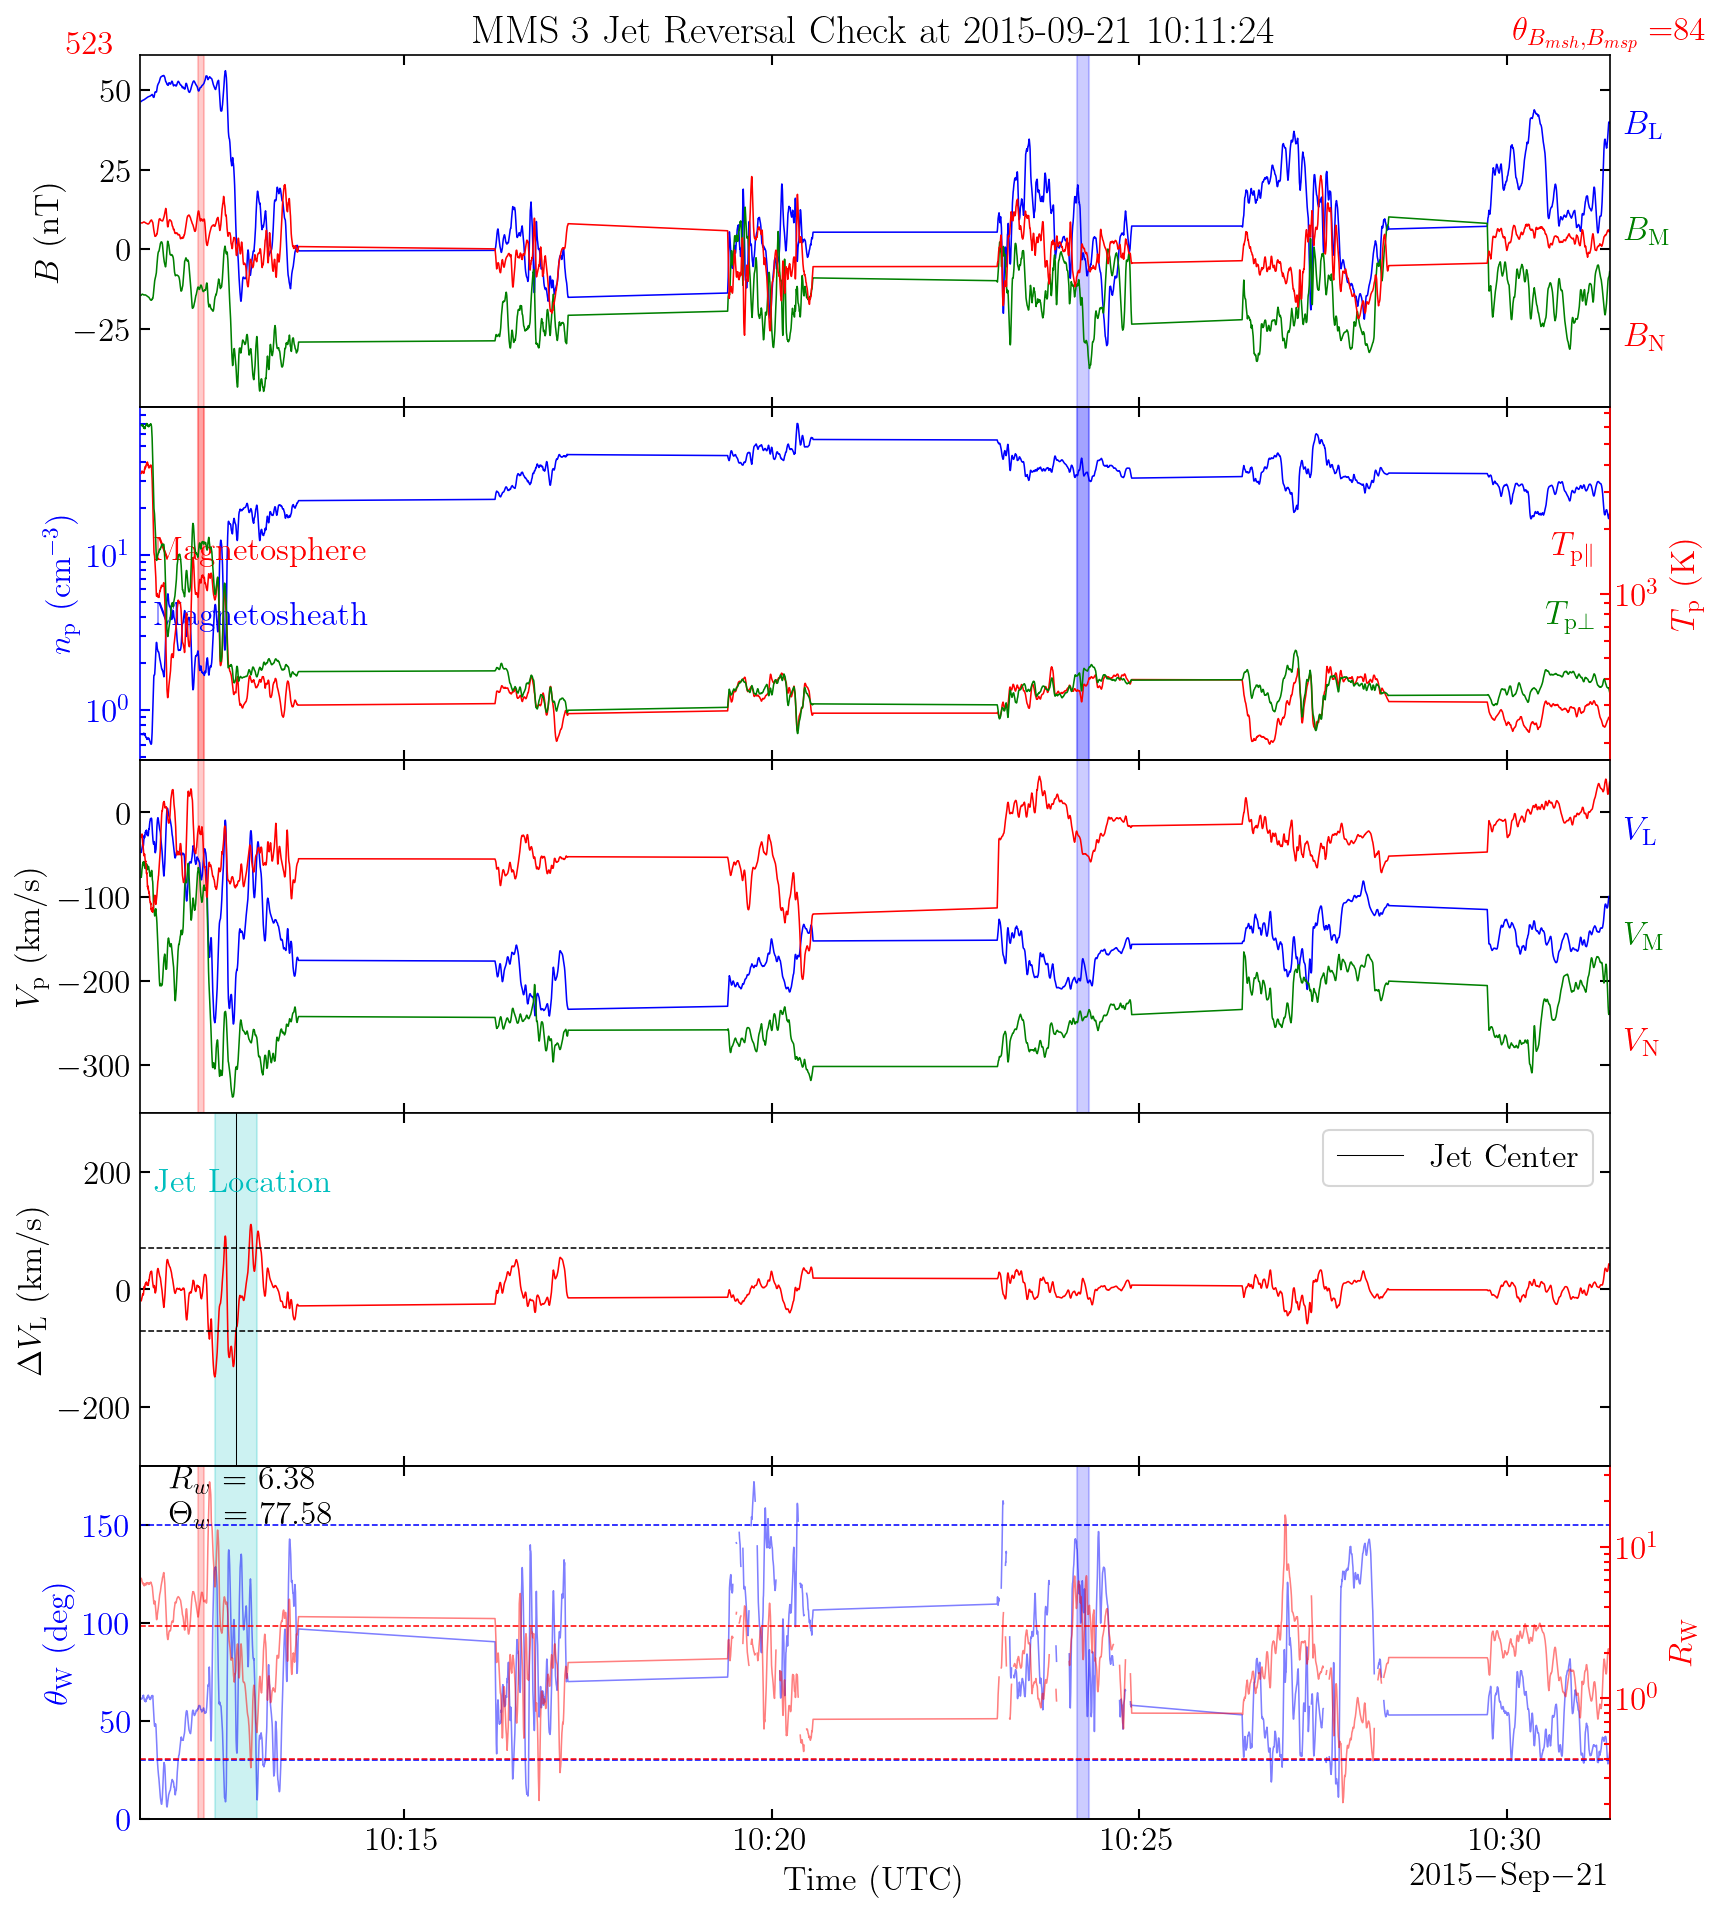 MMS 3 Jet Reversal Check at 2015-09-21 10:11:24
523
θ_{B_{msh},B_{msp}} =84
50
25
0
−25
B (nT)
B_L
B_M
B_N
10^1
10^0
n_p (cm^{−3})
Magnetosphere
Magnetosheath
T_{p∥}
T_{p⊥}
10^3
T_p (K)
0
−100
−200
−300
V_p (km/s)
V_L
V_M
V_N
200
0
−200
ΔV_L (km/s)
Jet Location
Jet Center
R_w = 6.38
Θ_w = 77.58
150
100
50
0
θ_W (deg)
10^1
10^0
R_W
10:15
10:20
10:25
10:30
Time (UTC)
2015−Sep−21